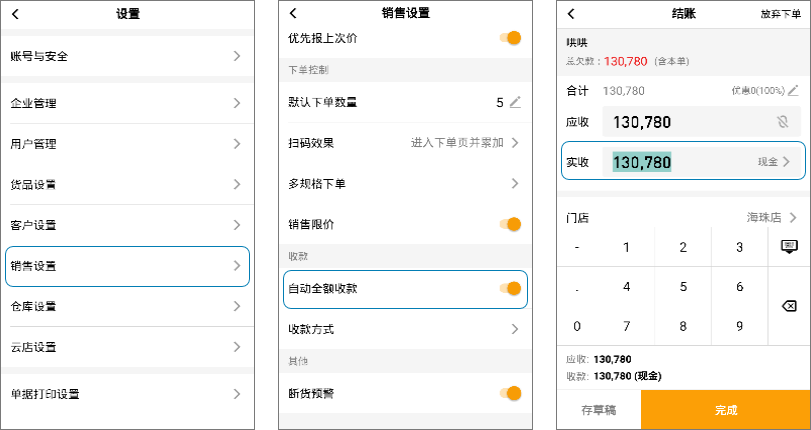 设置
账号与安全
企业管理
用户管理
货品设置
客户设置
销售设置
仓库设置
云店设置
单据打印设置
销售设置
优先报上次价
下单控制
默认下单数量 5
扫码效果 进入下单页并累加
多规格下单
销售限价
收款
自动全额收款
收款方式
其他
断货预警
结账 放弃下单
哄哄
总欠数：130,780 (含本单)
合计 130,780 优惠0(100%)
应收 130,780
实收 130,780 现金
门店 海珠店
- 1 2 3
. 4 5 6
0 7 8 9
应收: 130,780
收款: 130,780 (现金)
存草稿 完成